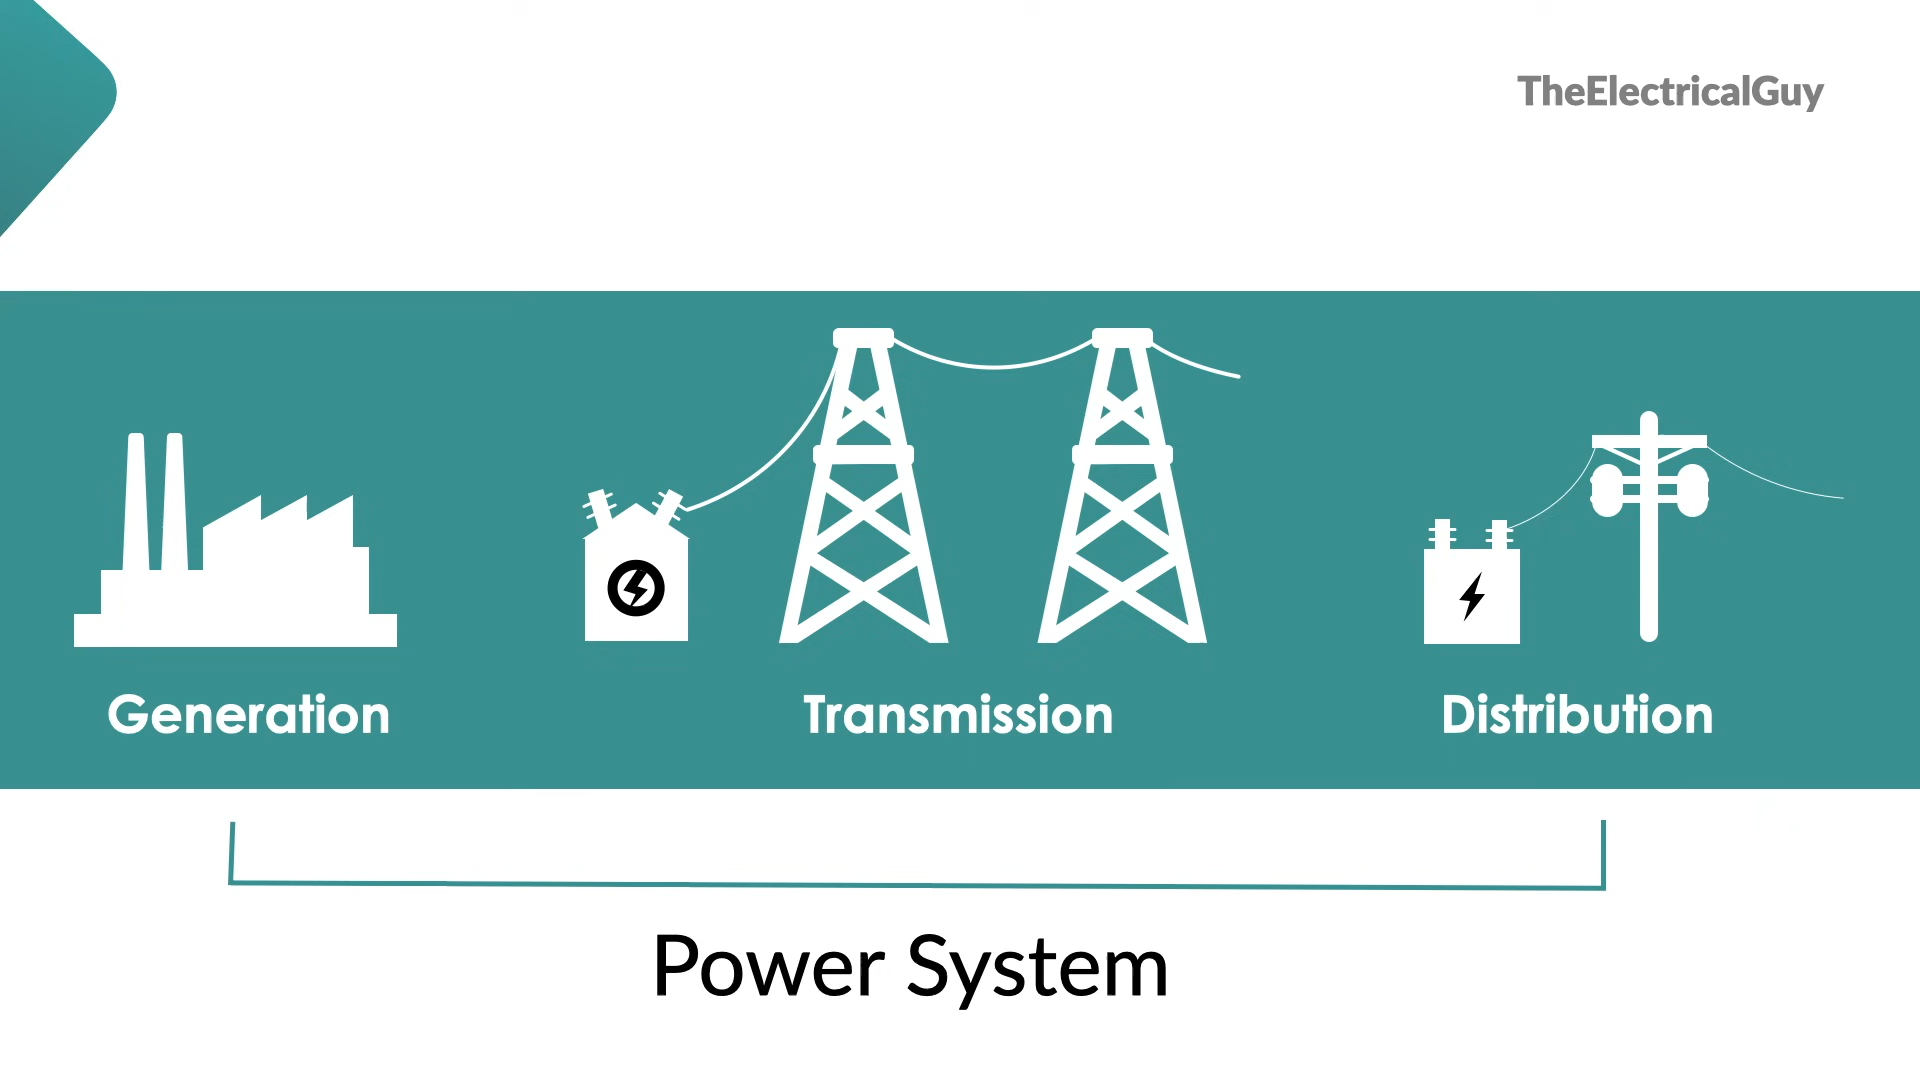 TheElectricalGuy
Generation
Transmission
Distribution
Power System